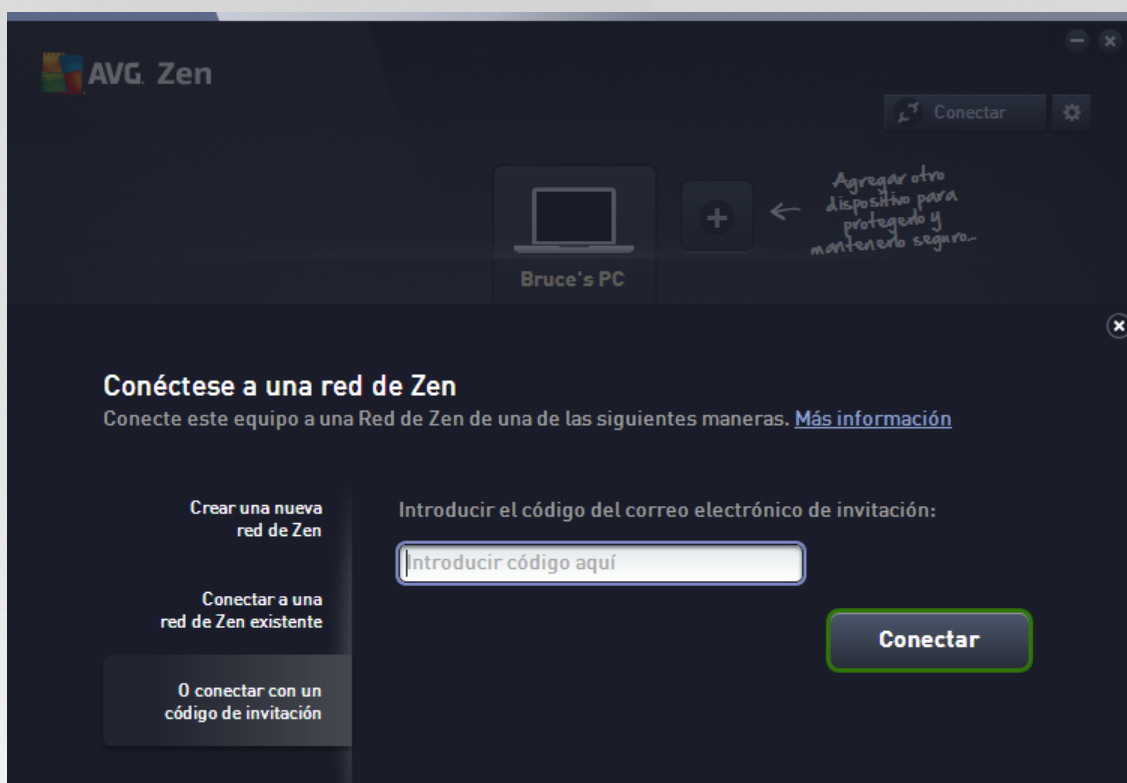 AVG. Zen
Conectar
Agregar otro
dispositivo para
protegerlo y
mantenerlo seguro...
Bruce's PC
Conéctese a una red de Zen
Conecte este equipo a una Red de Zen de una de las siguientes maneras. Más información
Crear una nueva
red de Zen
Conectar a una
red de Zen existente
O conectar con un
código de invitación
Introducir el código del correo electrónico de invitación:
Introducir código aquí
Conectar